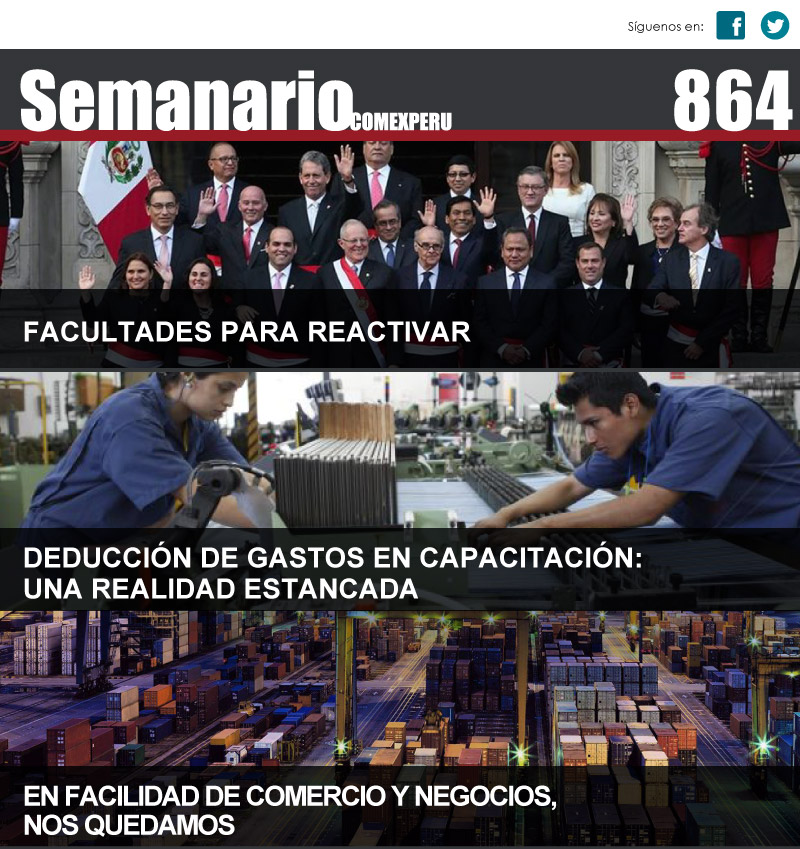 Síguenos en:
Semanario COMEXPERU 864
FACULTADES PARA REACTIVAR
DEDUCCIÓN DE GASTOS EN CAPACITACIÓN:
UNA REALIDAD ESTANCADA
EN FACILIDAD DE COMERCIO Y NEGOCIOS,
NOS QUEDAMOS